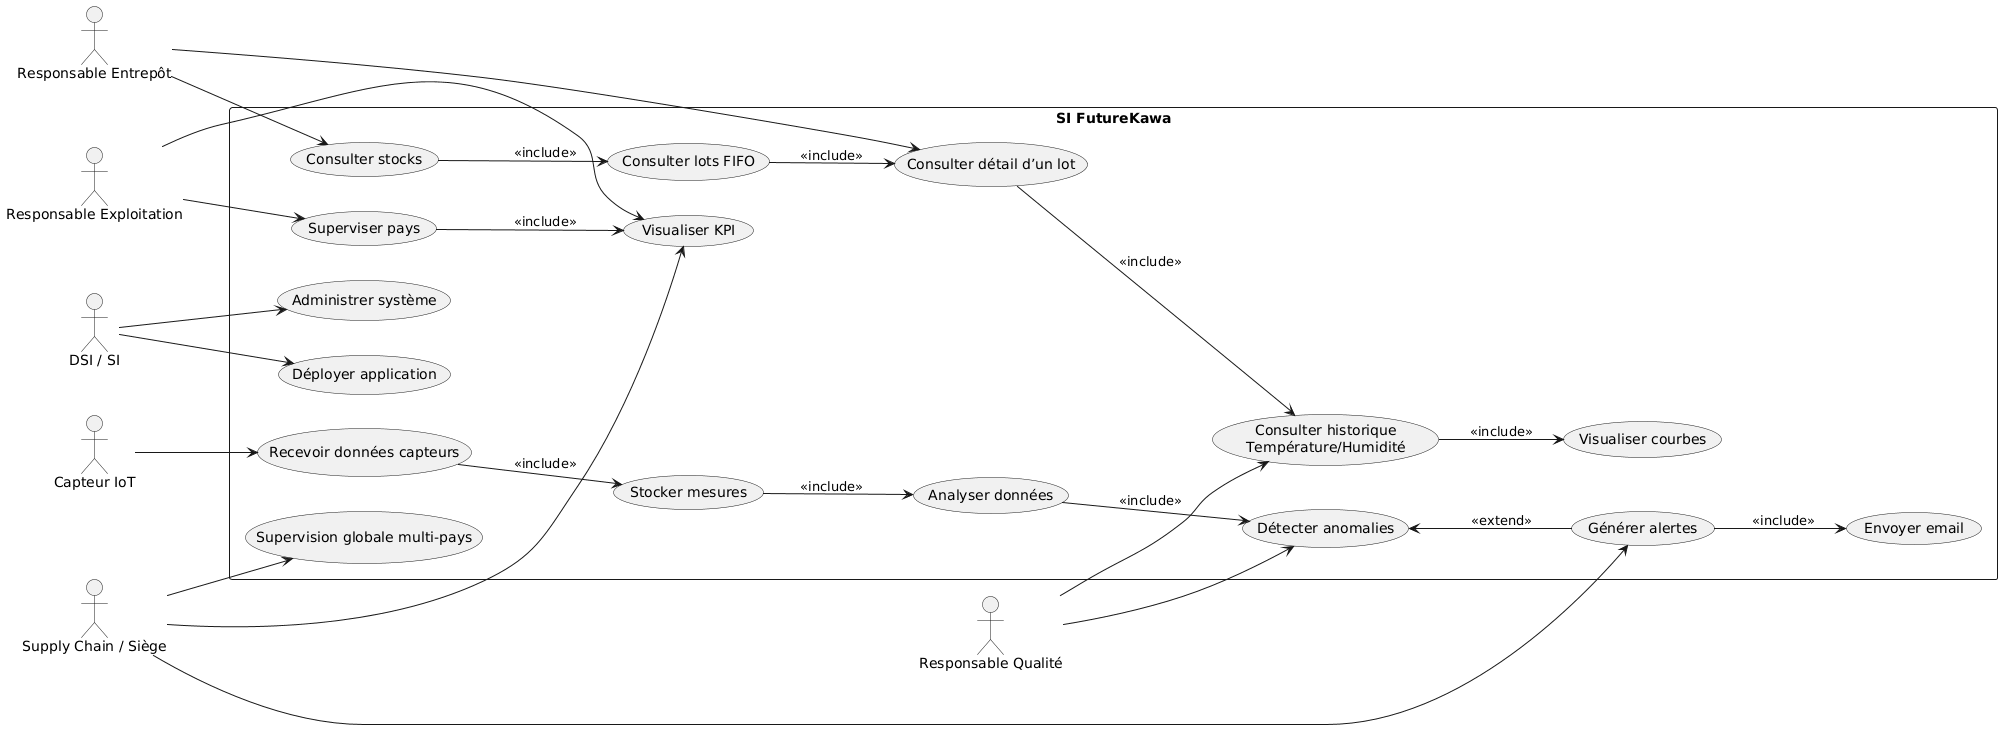 Responsable Entrepôt
SI FutureKawa
Consulter stocks
«include»
Consulter lots FIFO
«include»
Consulter détail d’un lot
Responsable Exploitation
Superviser pays
«include»
Visualiser KPI
«include»
Administrer système
DSI / SI
Déployer application
Consulter historique
Température/Humidité
«include»
Visualiser courbes
Recevoir données capteurs
«include»
Capteur IoT
Stocker mesures
«include»
Analyser données
«include»
Détecter anomalies
«extend»
Générer alertes
«include»
Envoyer email
Supervision globale multi-pays
Supply Chain / Siège
Responsable Qualité